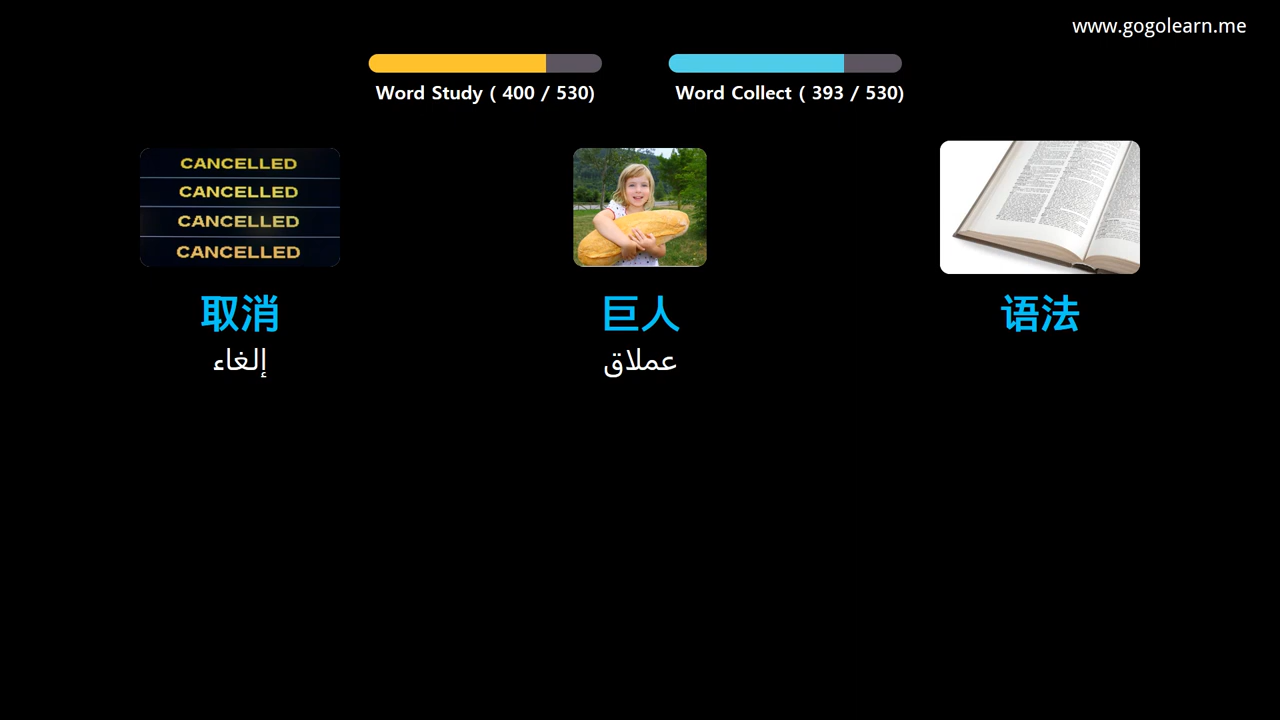 www.gogolearn.me
Word Study ( 400 / 530)
Word Collect ( 393 / 530)
CANCELLED
CANCELLED
CANCELLED
CANCELLED
取消
巨人
语法
إلغاء
عملاق